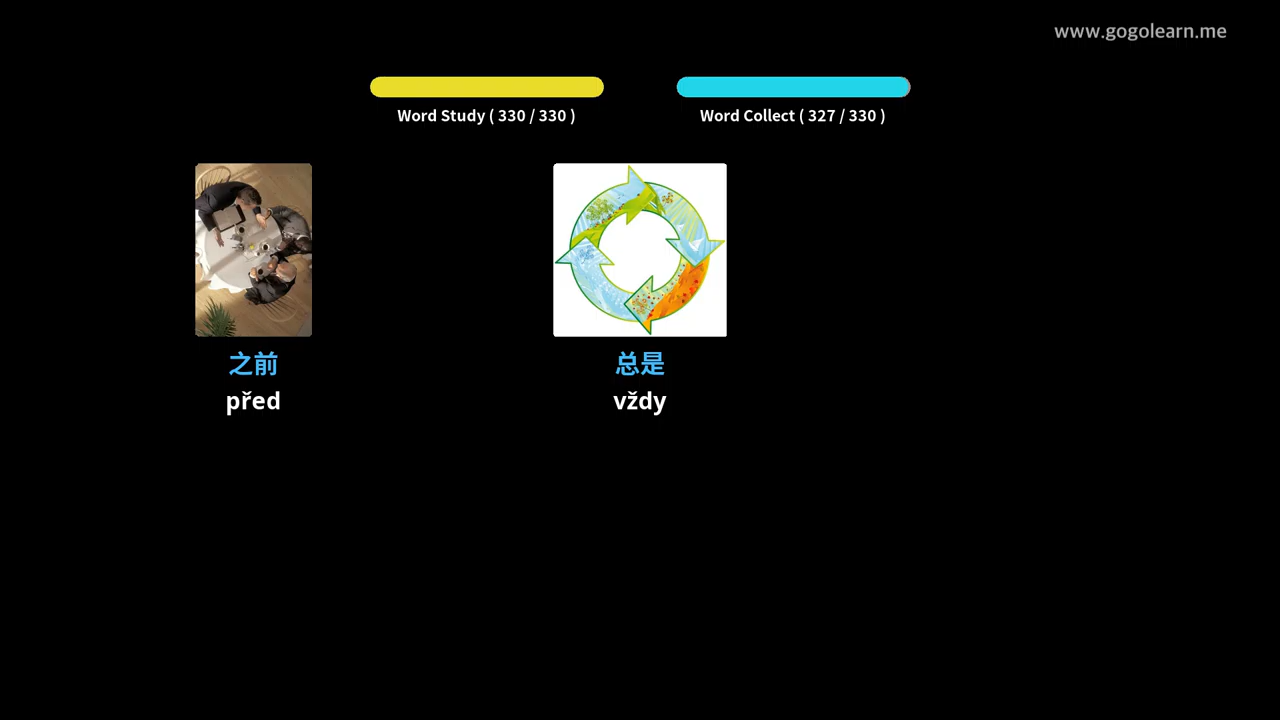 www.gogolearn.me
Word Study ( 330 / 330 )
Word Collect ( 327 / 330 )
之前
před
总是
vždy